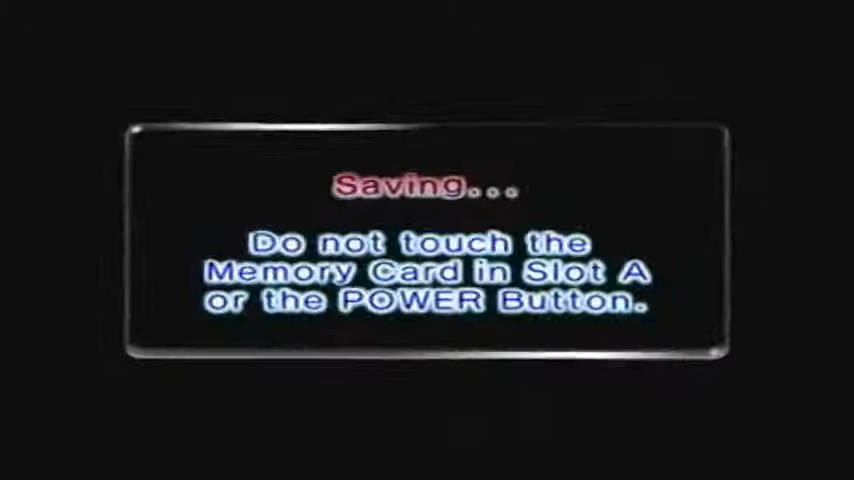 Saving...
Do not touch the
Memory Card in Slot A
or the POWER Button.